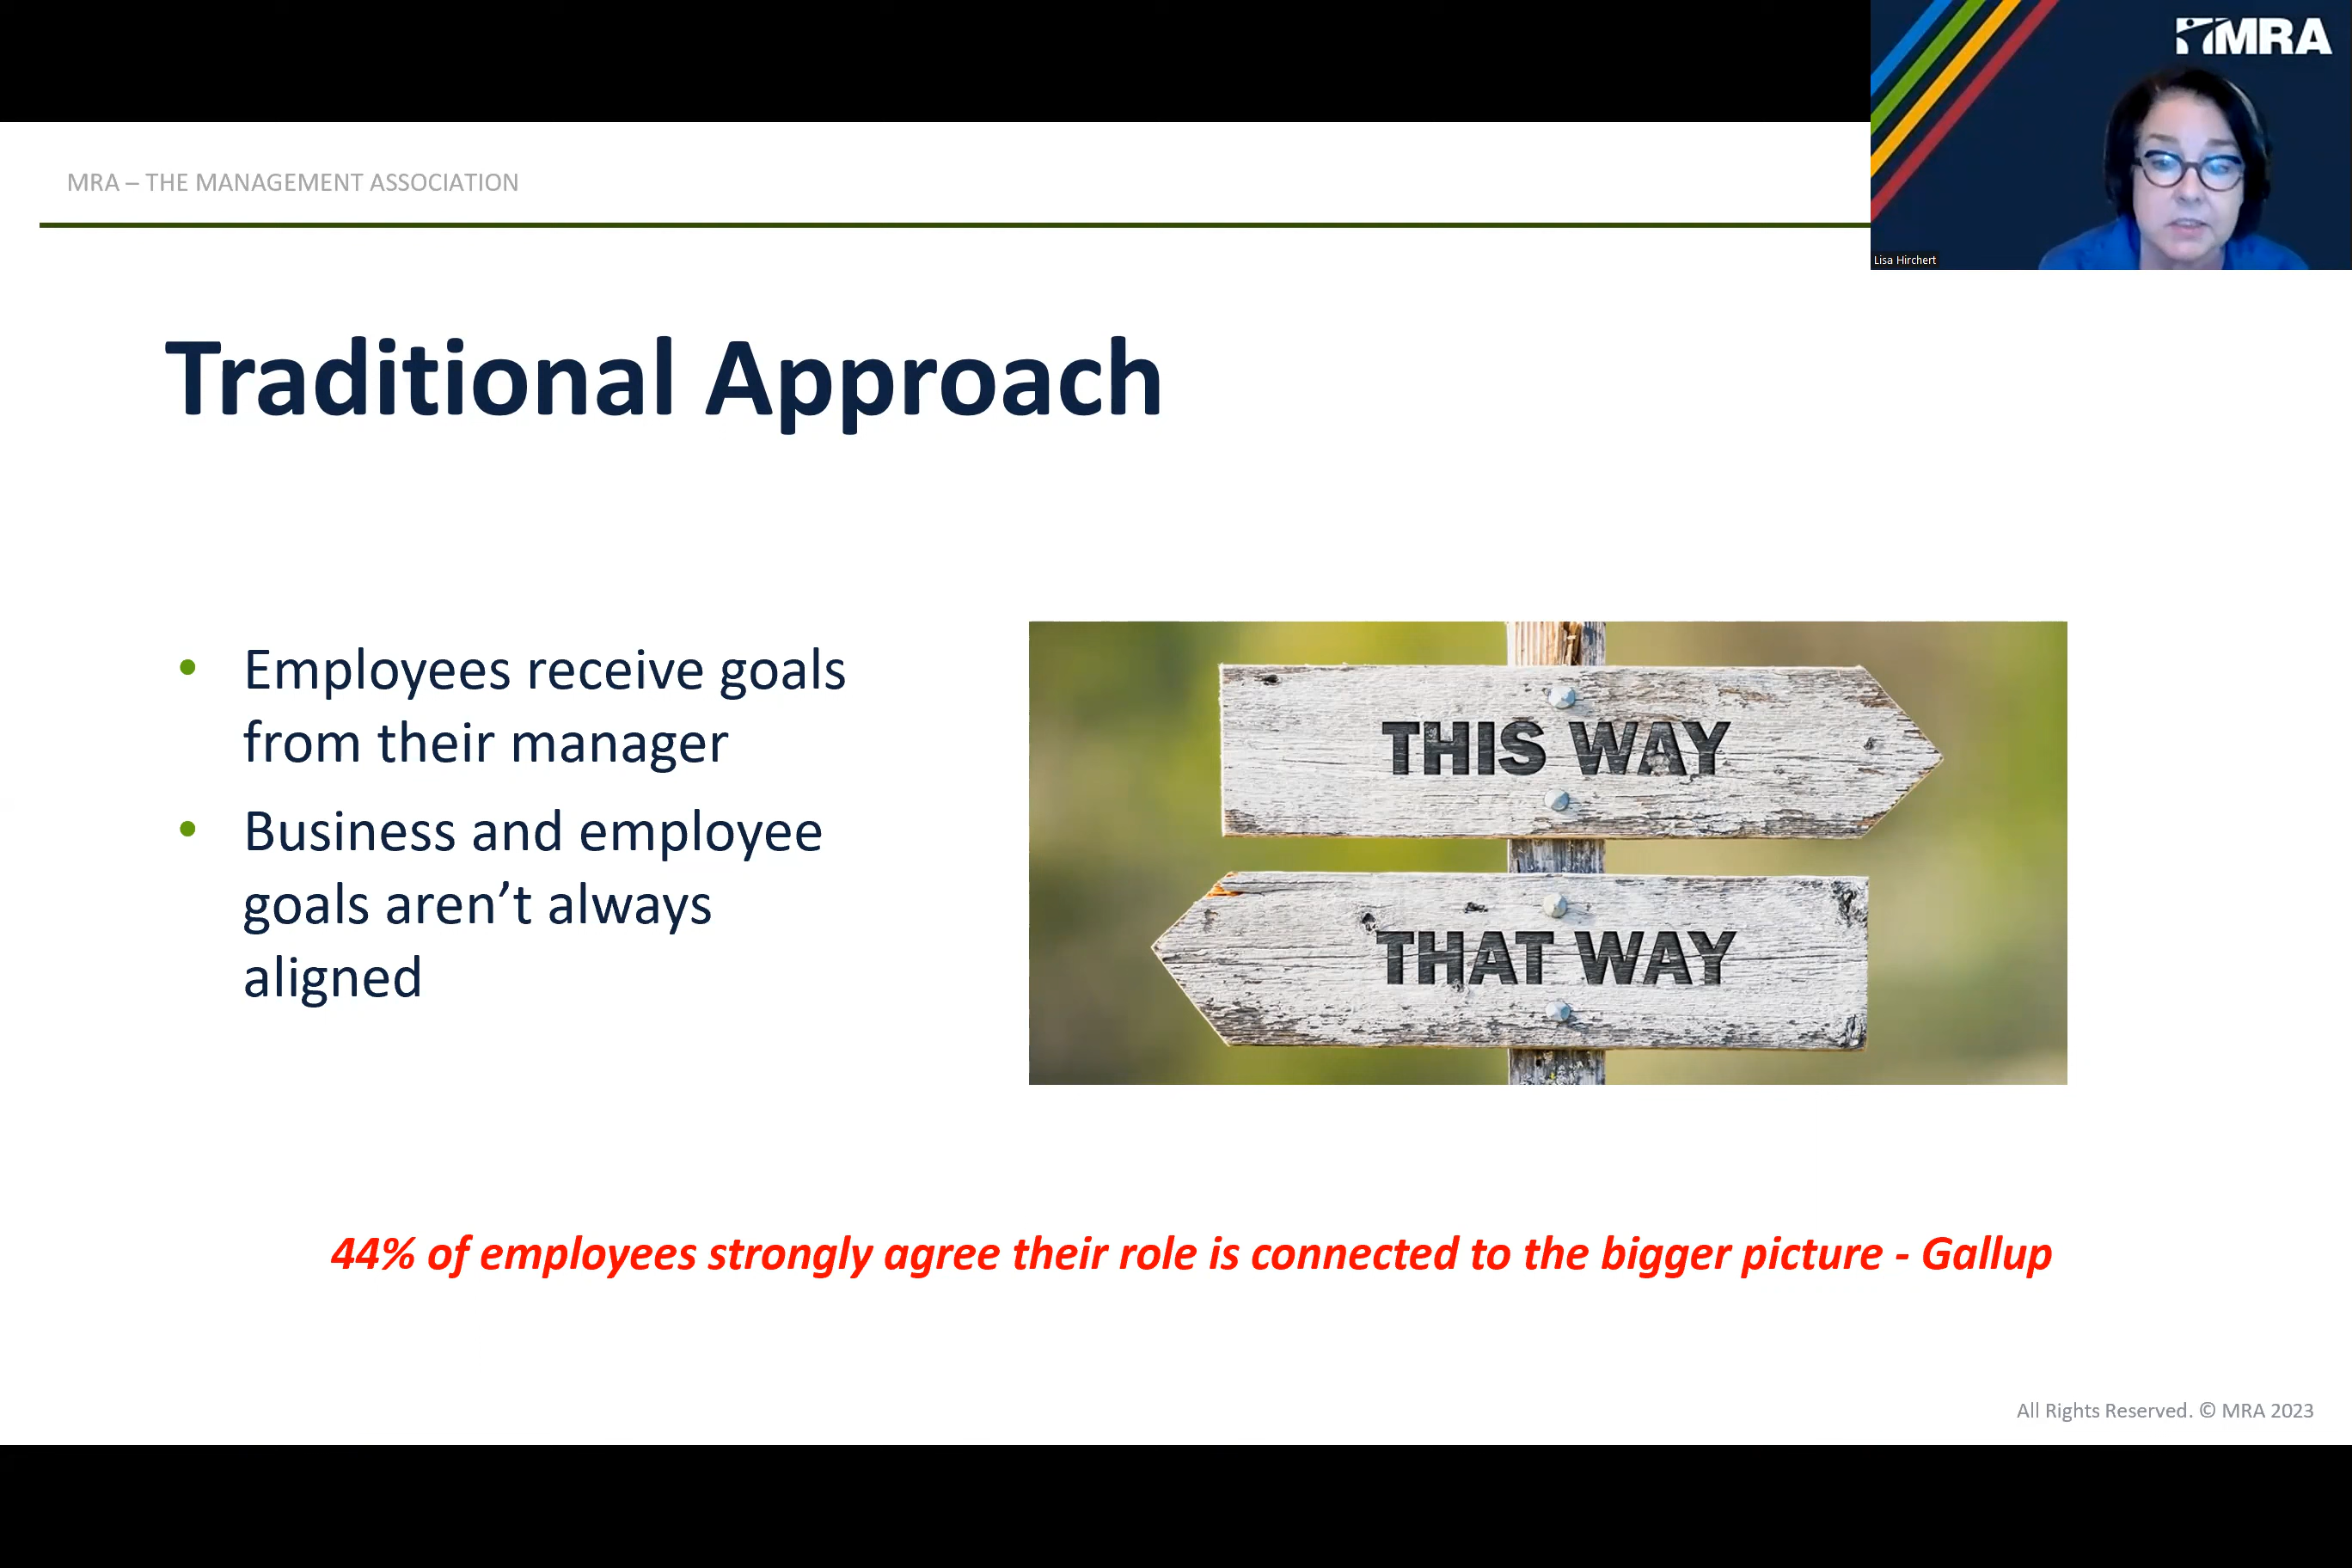 MRA
Lisa Hirchert
MRA – THE MANAGEMENT ASSOCIATION
Traditional Approach
• Employees receive goals
from their manager
• Business and employee
goals aren’t always
aligned
THIS WAY
THAT WAY
44% of employees strongly agree their role is connected to the bigger picture - Gallup
All Rights Reserved. © MRA 2023